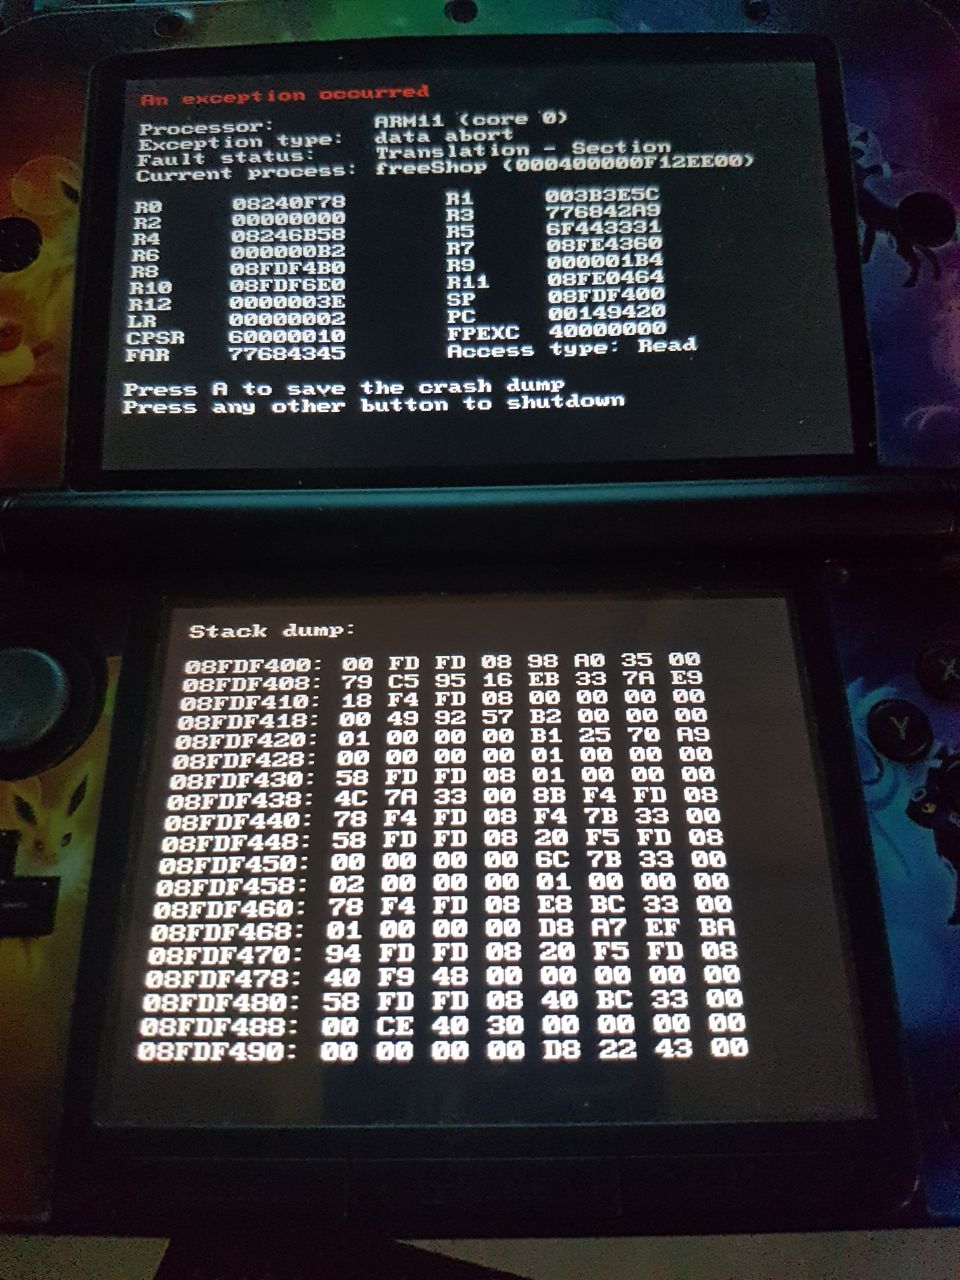 An exception occurred
Processor: ARM11 (core 0)
Exception type: data abort
Fault status: Translation - Section
Current process: freeShop (000400000F12EE00)
R0 08240F78 R1 003B3E5C
R2 00000000 R3 776842A9
R4 08246B58 R5 6F443331
R6 000000B2 R7 08FE4360
R8 08FDF4B0 R9 000001B4
R10 08FDF6E0 R11 08FE0464
R12 0000003E SP 08FDF400
LR 00000002 PC 00149420
CPSR 60000010 FPEXC 40000000
FAR 77684345 Access type: Read
Press A to save the crash dump
Press any other button to shutdown
Stack dump:
08FDF400: 00 FD FD 08 98 A0 35 00
08FDF408: 79 C5 95 16 EB 33 7A E9
08FDF410: 18 F4 FD 08 00 00 00 00
08FDF418: 00 49 92 57 B2 00 00 00
08FDF420: 01 00 00 00 B1 25 70 A9
08FDF428: 00 00 00 00 01 00 00 00
08FDF430: 58 FD FD 08 01 00 00 00
08FDF438: 4C 7A 33 00 8B F4 FD 08
08FDF440: 78 F4 FD 08 F4 7B 33 00
08FDF448: 58 FD FD 08 20 F5 FD 08
08FDF450: 00 00 00 00 6C 7B 33 00
08FDF458: 02 00 00 00 01 00 00 00
08FDF460: 78 F4 FD 08 E8 BC 33 00
08FDF468: 01 00 00 00 D8 A7 EF BA
08FDF470: 94 FD FD 08 20 F5 FD 08
08FDF478: 40 F9 48 00 00 00 00 00
08FDF480: 58 FD FD 08 40 BC 33 00
08FDF488: 00 CE 40 30 00 00 00 00
08FDF490: 00 00 00 00 D8 22 43 00
X
Y